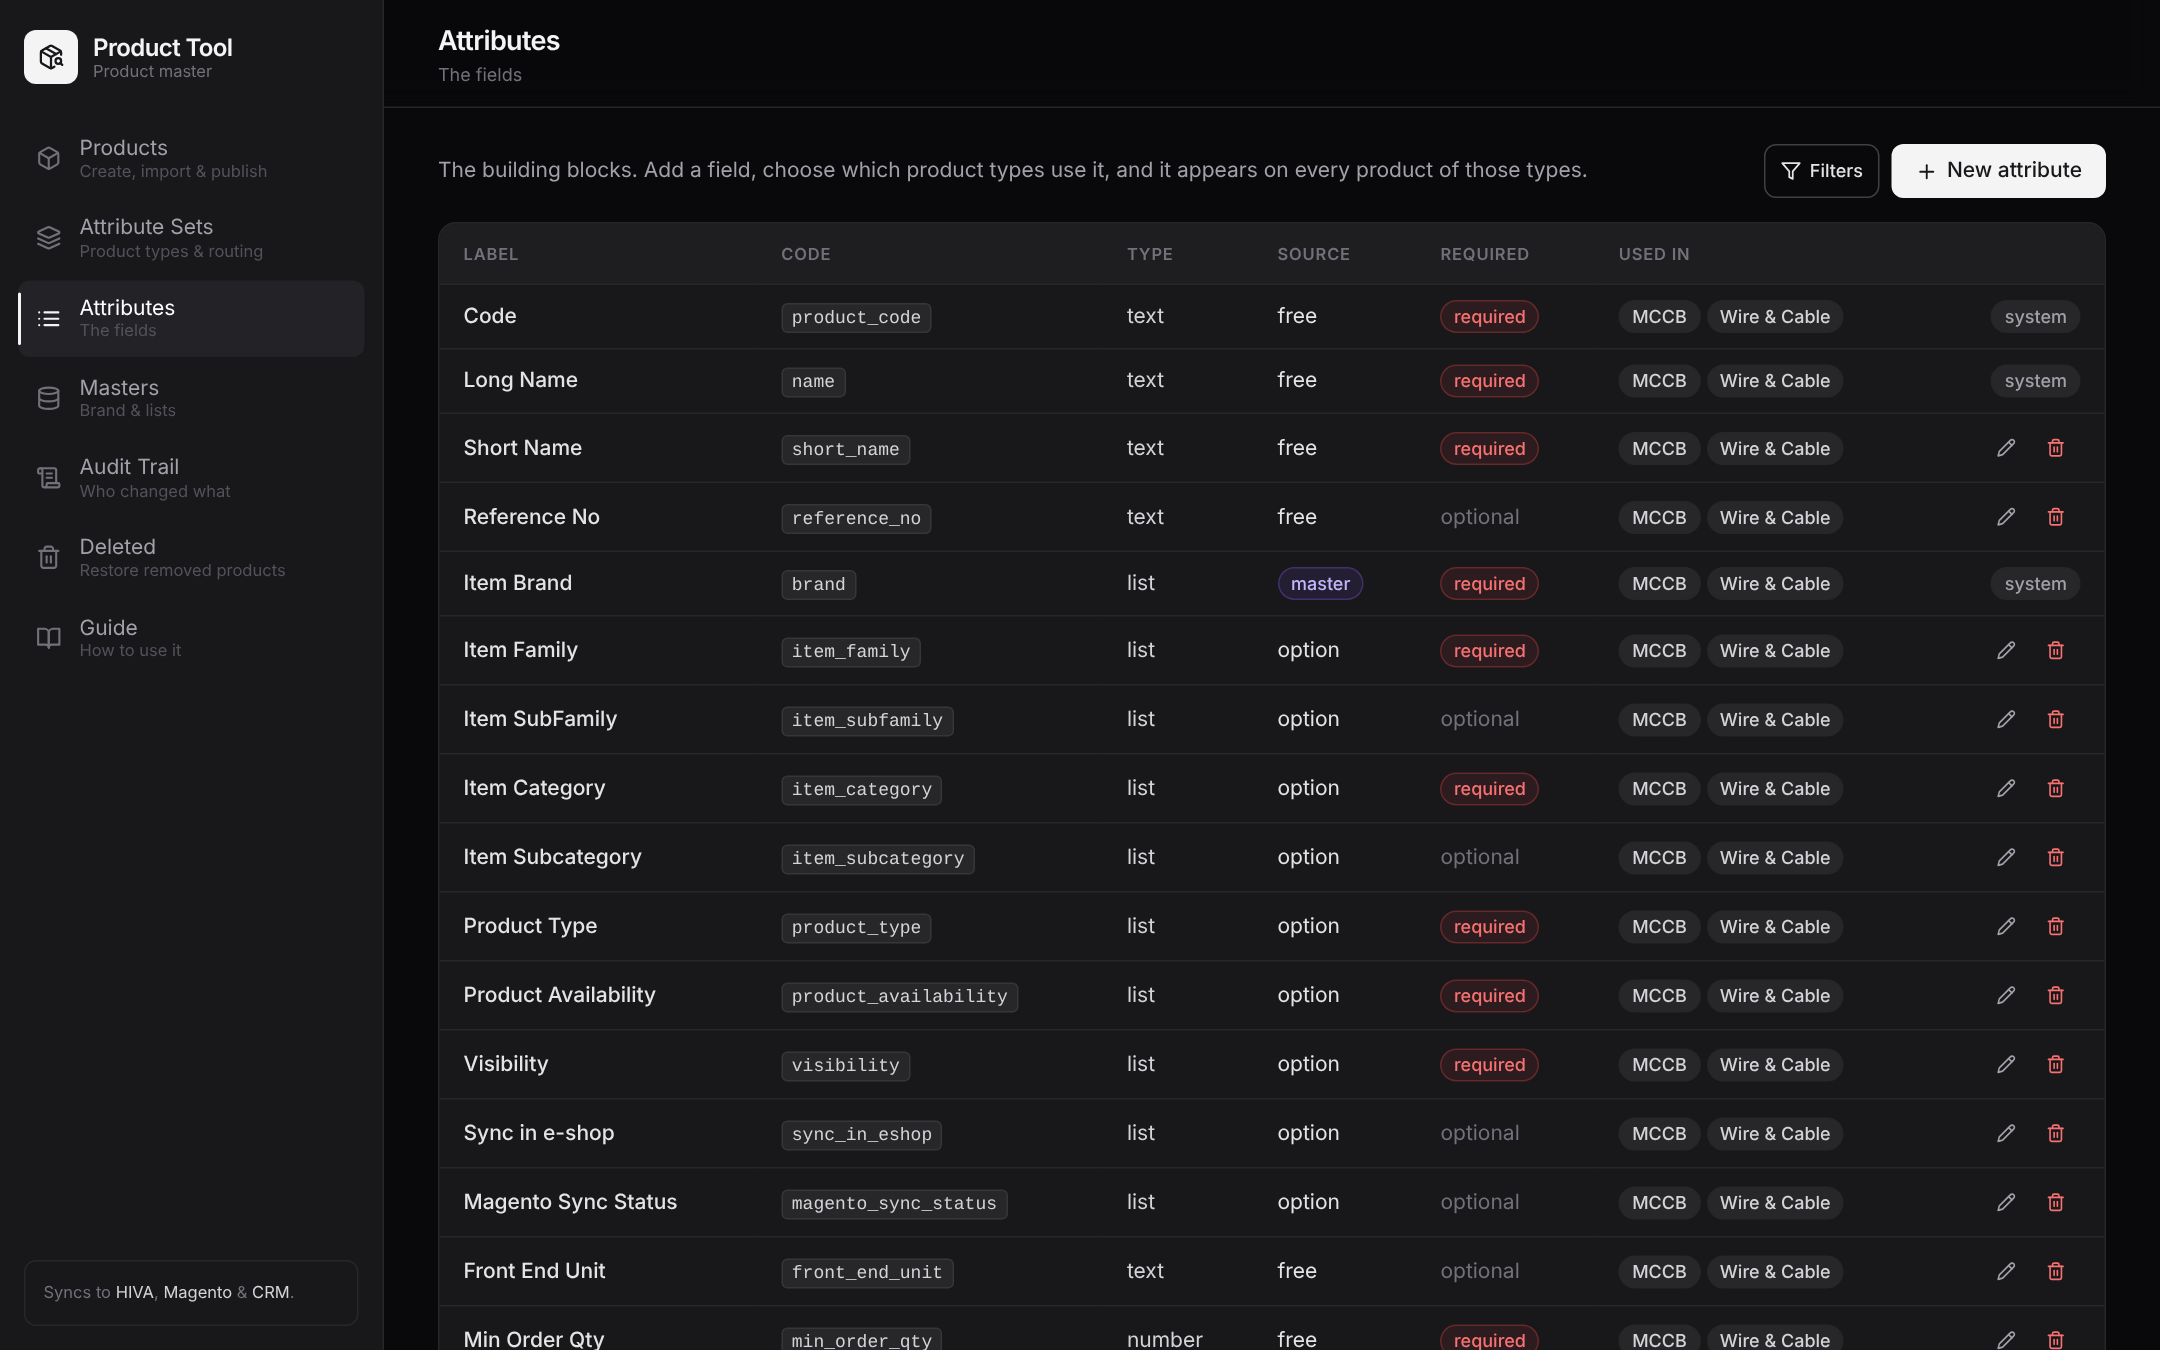 Product Tool
Product master
Products
Create, import & publish
Attribute Sets
Product types & routing
Attributes
The fields
Masters
Brand & lists
Audit Trail
Who changed what
Deleted
Restore removed products
Guide
How to use it
Syncs to HIVA, Magento & CRM.
Attributes
The fields
The building blocks. Add a field, choose which product types use it, and it appears on every product of those types.
Filters
+ New attribute
LABEL CODE TYPE SOURCE REQUIRED USED IN
Code product_code text free required MCCB Wire & Cable system
Long Name name text free required MCCB Wire & Cable system
Short Name short_name text free required MCCB Wire & Cable
Reference No reference_no text free optional MCCB Wire & Cable
Item Brand brand list master required MCCB Wire & Cable system
Item Family item_family list option required MCCB Wire & Cable
Item SubFamily item_subfamily list option optional MCCB Wire & Cable
Item Category item_category list option required MCCB Wire & Cable
Item Subcategory item_subcategory list option optional MCCB Wire & Cable
Product Type product_type list option required MCCB Wire & Cable
Product Availability product_availability list option required MCCB Wire & Cable
Visibility visibility list option required MCCB Wire & Cable
Sync in e-shop sync_in_eshop list option optional MCCB Wire & Cable
Magento Sync Status magento_sync_status list option optional MCCB Wire & Cable
Front End Unit front_end_unit text free optional MCCB Wire & Cable
Min Order Qty min_order_qty number free required MCCB Wire & Cable